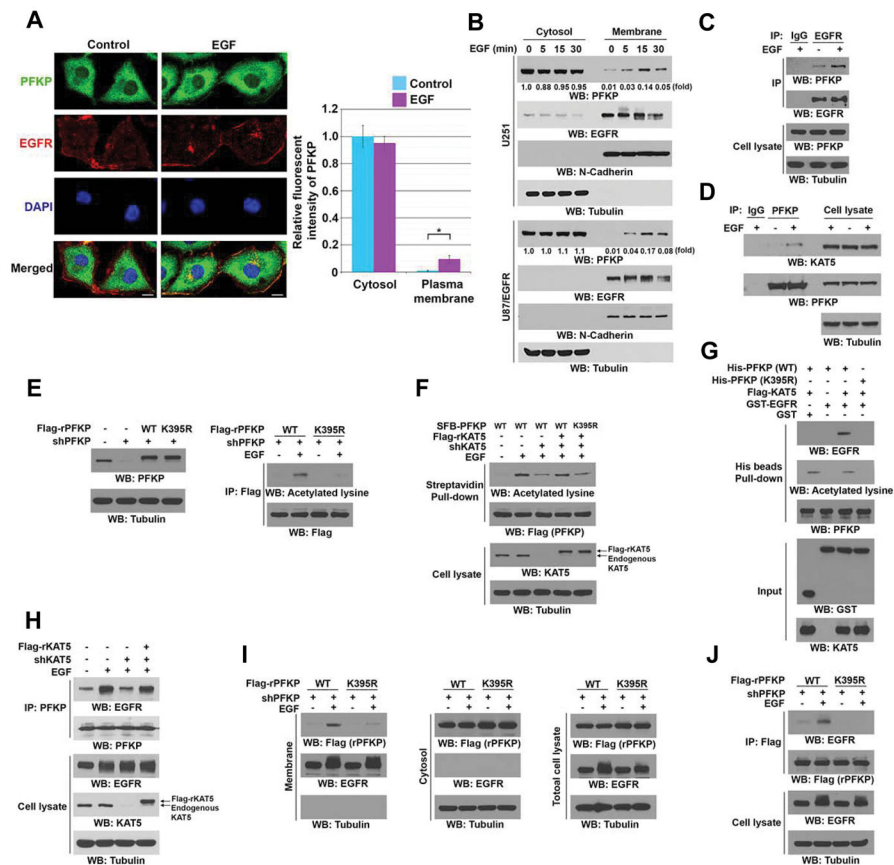 A
Control EGF
PFKP
EGFR
DAPI
Merged
Relative fluorescent
intensity of PFKP
1.2
1
0.8
0.6
0.4
0.2
0
Control
EGF
*
Cytosol Plasma
membrane
B
Cytosol Membrane
EGF (min) 0 5 15 30 0 5 15 30
1.0 0.88 0.95 0.95 0.01 0.03 0.14 0.05 (fold)
WB: PFKP
WB: EGFR
WB: N-Cadherin
WB: Tubulin
U251
1.0 1.0 1.1 1.1 0.01 0.04 0.17 0.08 (fold)
WB: PFKP
WB: EGFR
WB: N-Cadherin
WB: Tubulin
U87/EGFR
C
IP: IgG EGFR
EGF + - +
IP
WB: PFKP
WB: EGFR
Cell lysate
WB: PFKP
WB: Tubulin
D
IP: IgG PFKP Cell lysate
EGF + - + + - +
WB: KAT5
WB: PFKP
WB: Tubulin
E
Flag-rPFKP - - WT K395R
shPFKP - + + +
WB: PFKP
WB: Tubulin
Flag-rPFKP WT K395R
shPFKP + + + +
EGF - + - +
IP: Flag
WB: Acetylated lysine
WB: Flag
F
SFB-PFKP WT WT WT WT K395R
Flag-rKAT5 - - - + +
shKAT5 - - + + +
EGF - + + + +
Streptavidin
Pull-down
WB: Acetylated lysine
WB: Flag (PFKP)
Cell lysate
Flag-rKAT5
Endogenous
KAT5
WB: KAT5
WB: Tubulin
G
His-PFKP (WT) + + + -
His-PFKP (K395R) - - - +
Flag-KAT5 + - + +
GST-EGFR - + + +
GST + - - -
His beads
Pull-down
WB: EGFR
WB: Acetylated lysine
WB: PFKP
Input
WB: GST
WB: KAT5
H
Flag-rKAT5 - - - +
shKAT5 - - + +
EGF - + + +
IP: PFKP
WB: EGFR
WB: PFKP
Cell lysate
WB: EGFR
Flag-rKAT5
Endogenous
KAT5
WB: KAT5
WB: Tubulin
I
Flag-rPFKP WT K395R WT K395R WT K395R
shPFKP + + + + + + + + + + + +
EGF - + - + - + - + - + - +
Membrane
WB: Flag (rPFKP)
WB: EGFR
WB: Tubulin
Cytosol
WB: Flag (rPFKP)
WB: EGFR
WB: Tubulin
Totoal cell lysate
WB: Flag (rPFKP)
WB: EGFR
WB: Tubulin
J
Flag-rPFKP WT K395R
shPFKP + + + +
EGF - + - +
IP: Flag
WB: EGFR
WB: Flag (rPFKP)
Cell lysate
WB: EGFR
WB: Tubulin